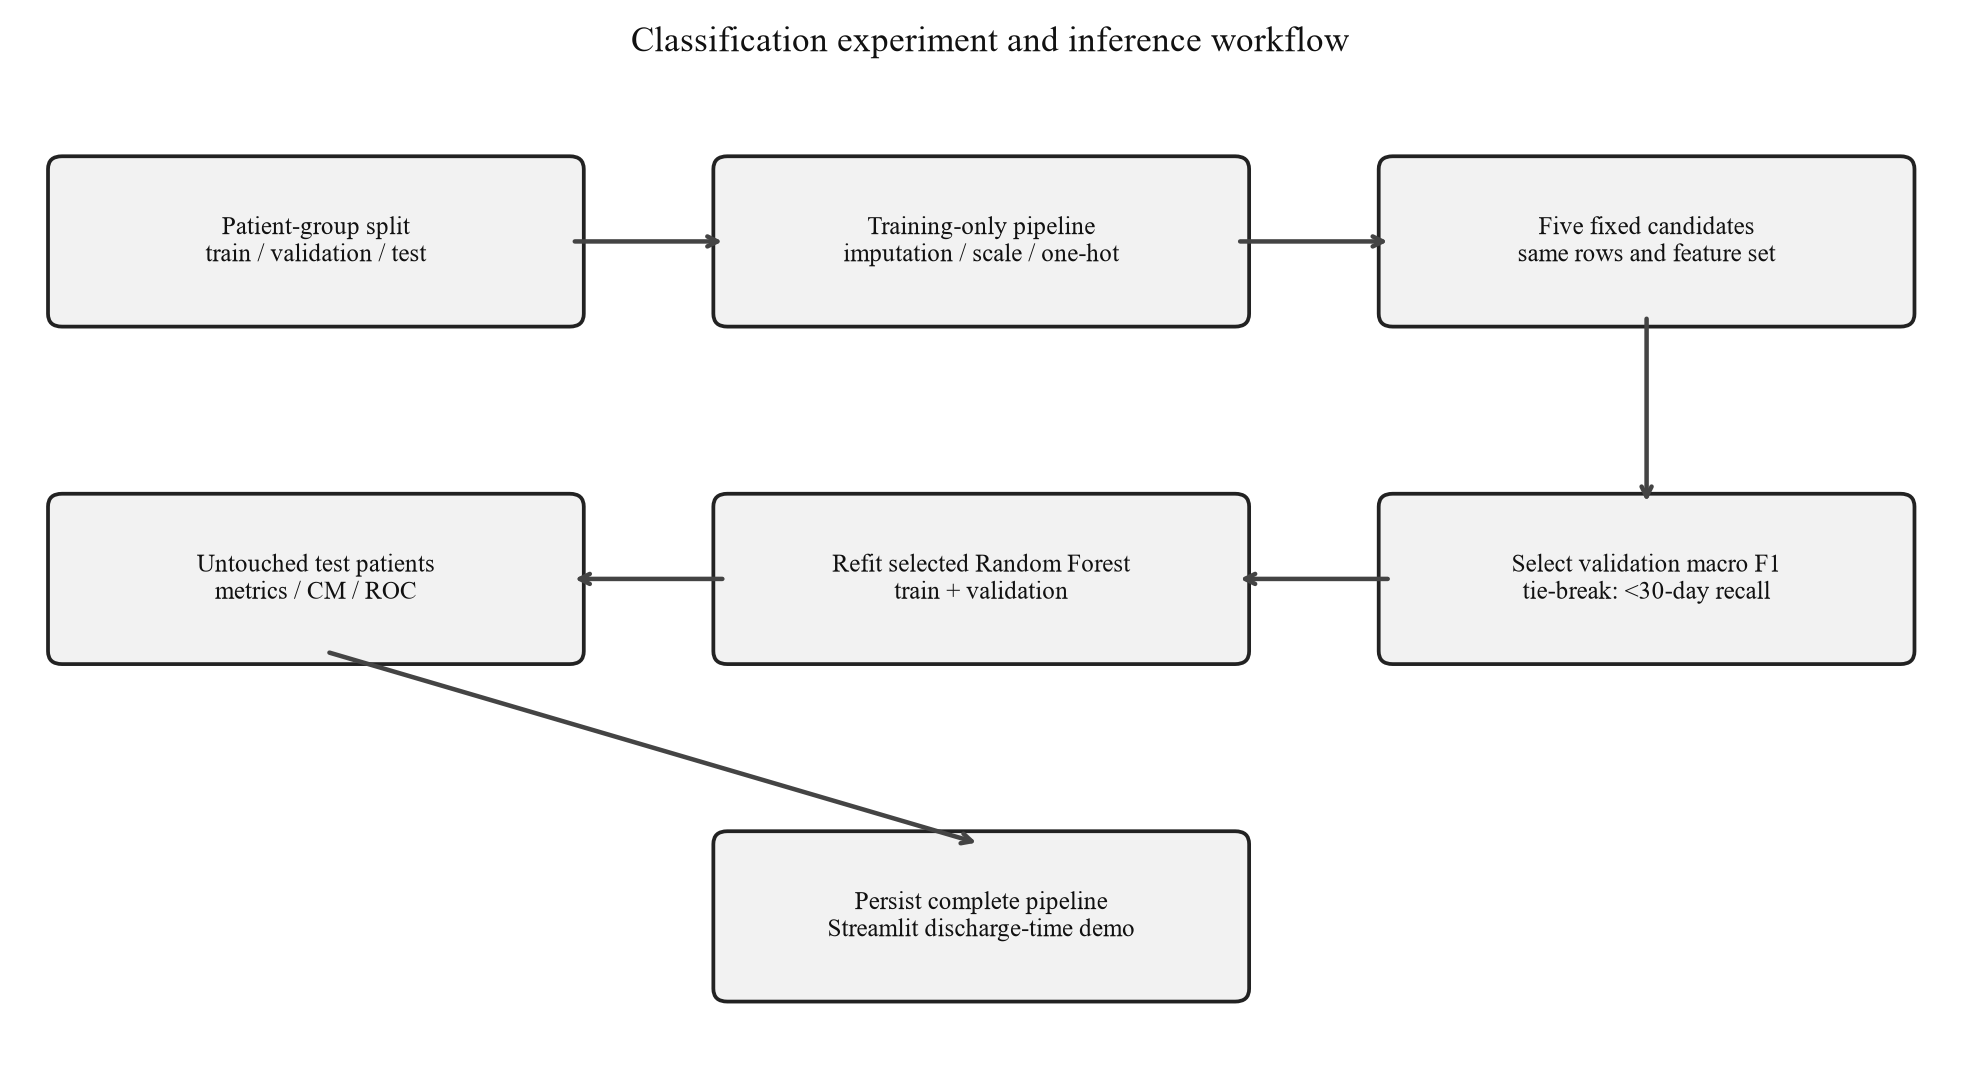 Classification experiment and inference workflow
Patient-group split
train / validation / test
Training-only pipeline
imputation / scale / one-hot
Five fixed candidates
same rows and feature set
Select validation macro F1
tie-break: <30-day recall
Refit selected Random Forest
train + validation
Untouched test patients
metrics / CM / ROC
Persist complete pipeline
Streamlit discharge-time demo